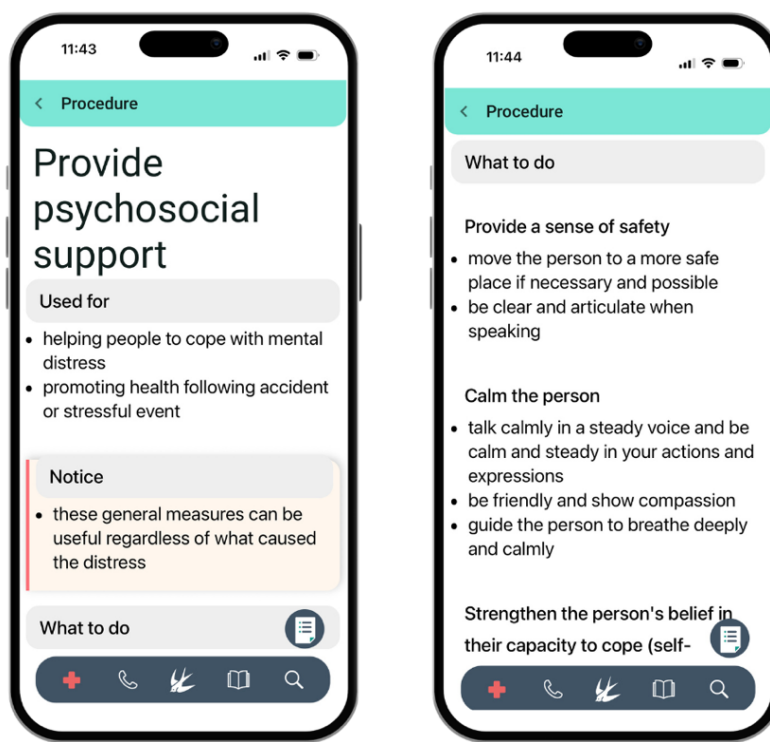 11:43
Procedure
Provide
psychosocial
support
Used for
• helping people to cope with mental
distress
• promoting health following accident
or stressful event
Notice
• these general measures can be
useful regardless of what caused
the distress
What to do
11:44
Procedure
What to do
Provide a sense of safety
• move the person to a more safe
place if necessary and possible
• be clear and articulate when
speaking
Calm the person
• talk calmly in a steady voice and be
calm and steady in your actions and
expressions
• be friendly and show compassion
• guide the person to breathe deeply
and calmly
Strengthen the person's belief in
their capacity to cope (self-